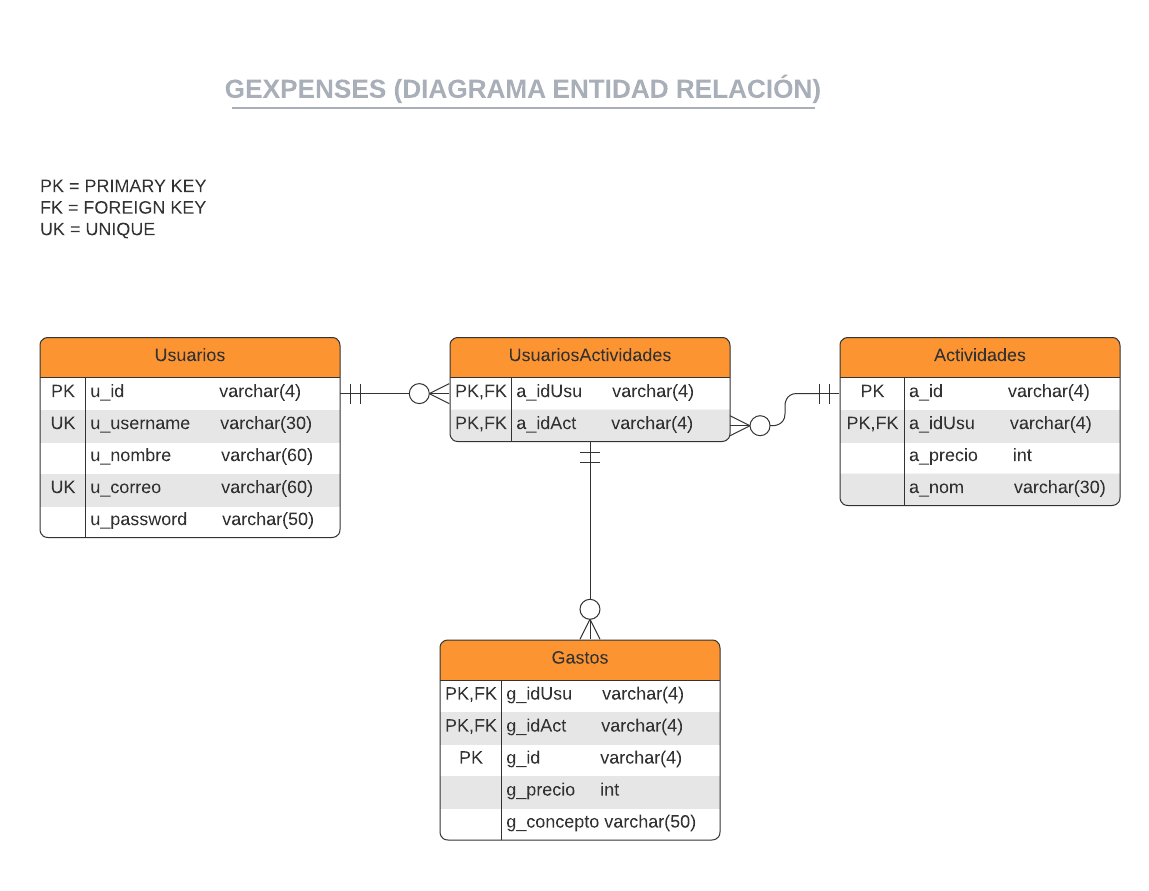 GEXPENSES (DIAGRAMA ENTIDAD RELACIÓN)
PK = PRIMARY KEY
FK = FOREIGN KEY
UK = UNIQUE
Usuarios
PK u_id varchar(4)
UK u_username varchar(30)
u_nombre varchar(60)
UK u_correo varchar(60)
u_password varchar(50)
UsuariosActividades
PK,FK a_idUsu varchar(4)
PK,FK a_idAct varchar(4)
Actividades
PK a_id varchar(4)
PK,FK a_idUsu varchar(4)
a_precio int
a_nom varchar(30)
Gastos
PK,FK g_idUsu varchar(4)
PK,FK g_idAct varchar(4)
PK g_id varchar(4)
g_precio int
g_concepto varchar(50)